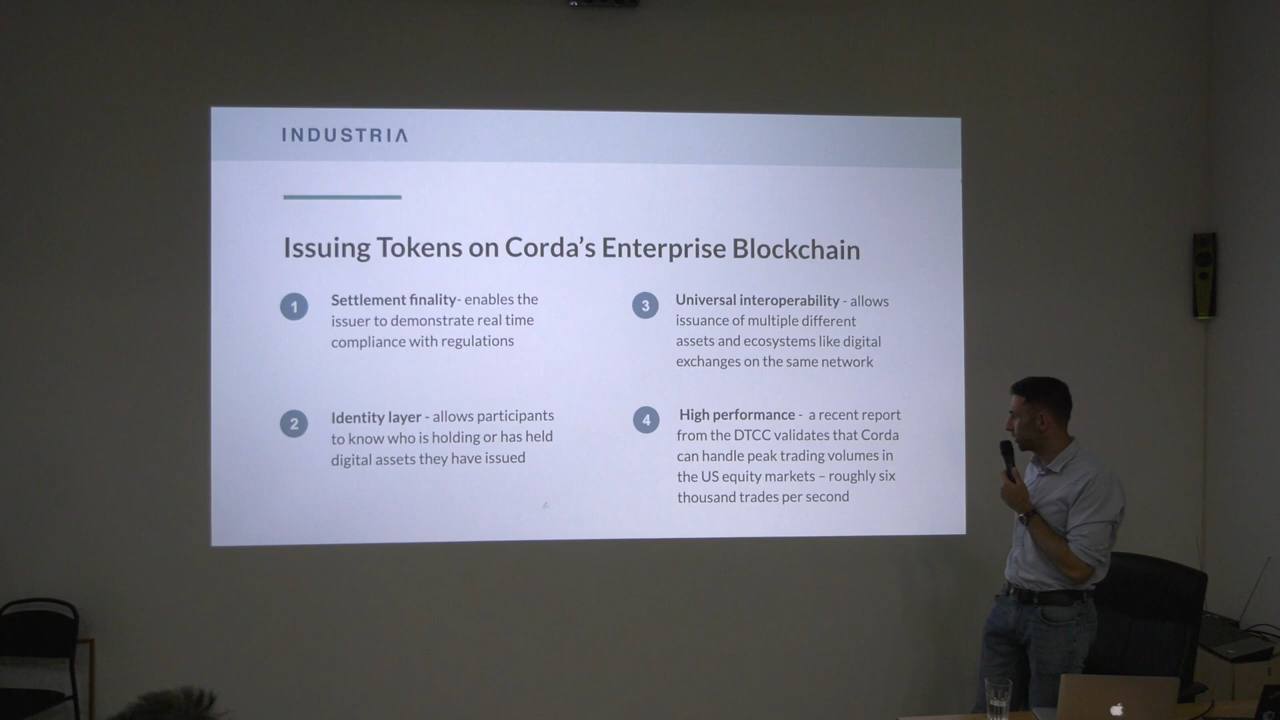 INDUSTRIA
Issuing Tokens on Corda's Enterprise Blockchain
1
Settlement finality- enables the
issuer to demonstrate real time
compliance with regulations
2
Identity layer - allows participants
to know who is holding or has held
digital assets they have issued
3
Universal interoperability - allows
issuance of multiple different
assets and ecosystems like digital
exchanges on the same network
4
High performance - a recent report
from the DTCC validates that Corda
can handle peak trading volumes in
the US equity markets – roughly six
thousand trades per second